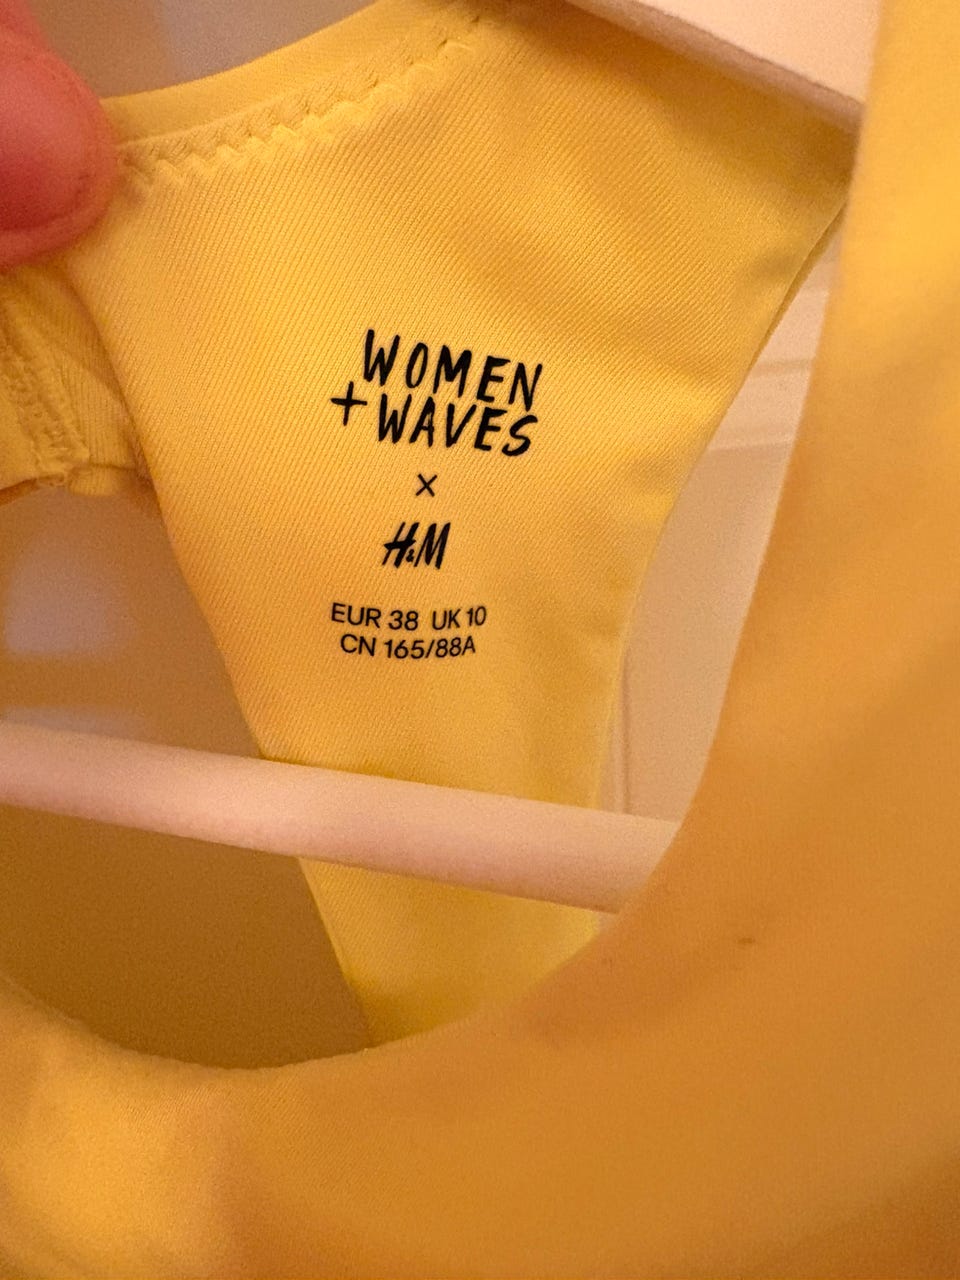 WOMEN
+ WAVES
×
H&M
EUR 38 UK 10
CN 165/88A